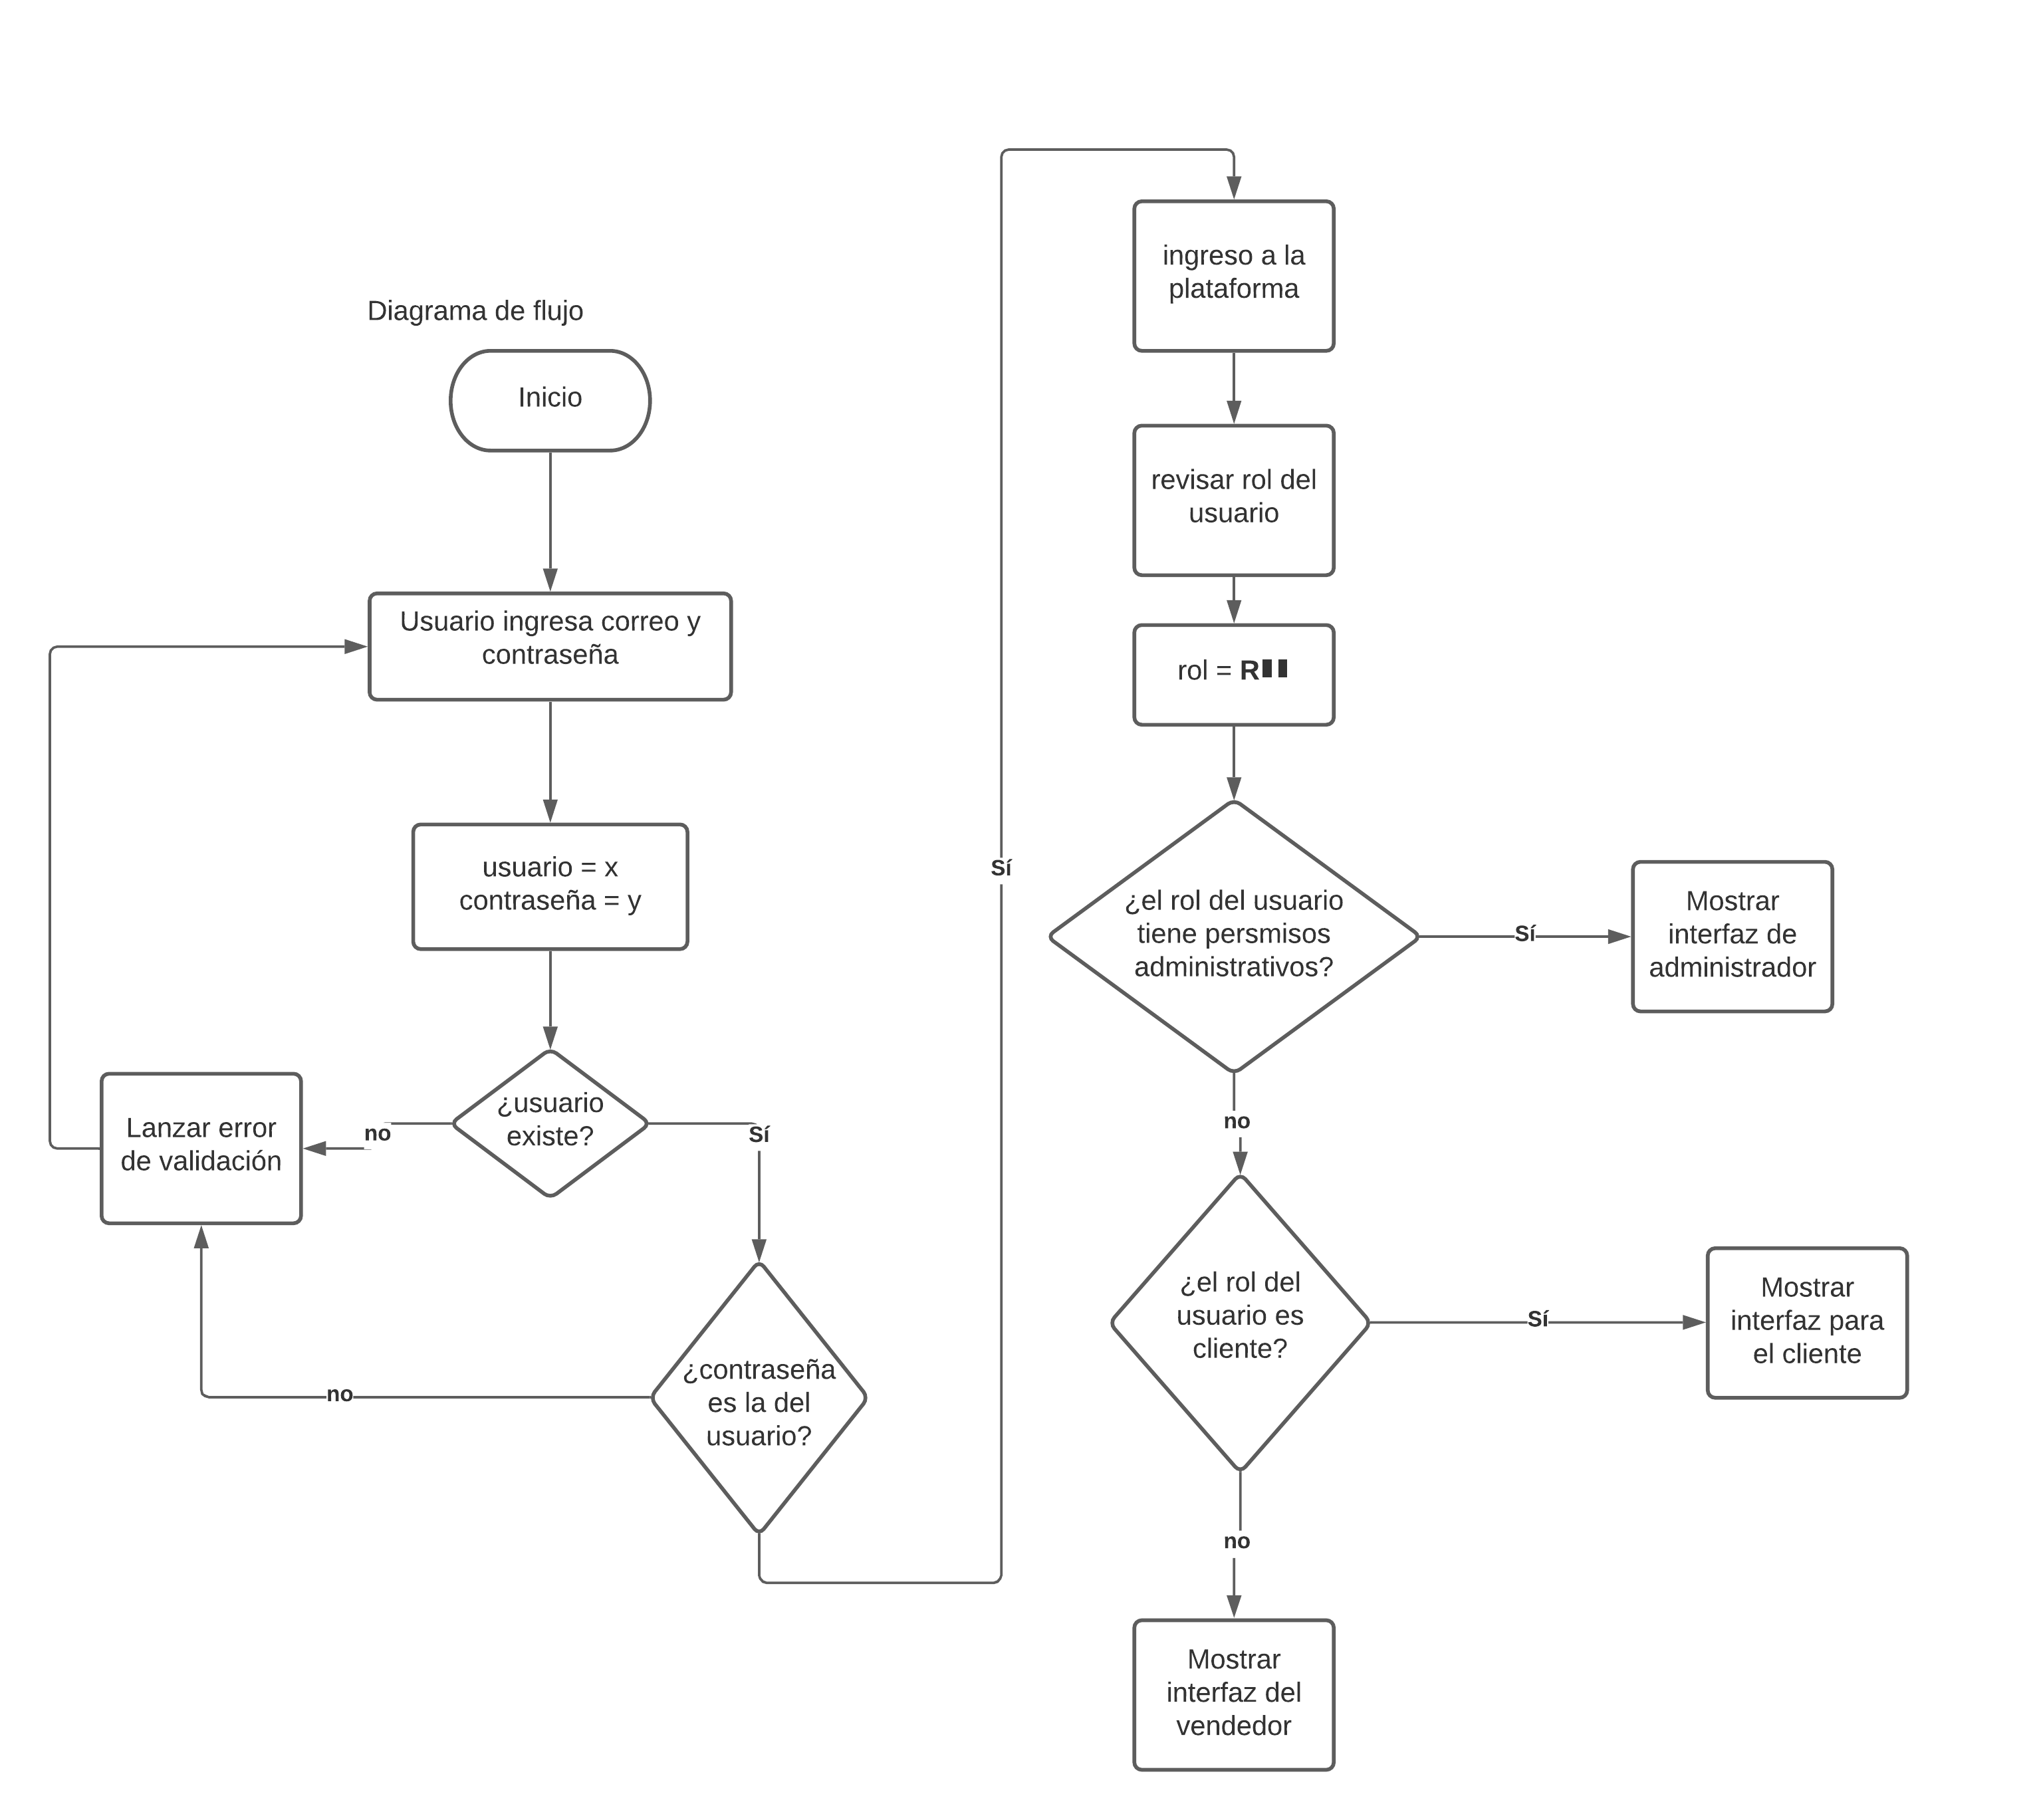 Diagrama de flujo
Inicio
Usuario ingresa correo y
contraseña
usuario = x
contraseña = y
¿usuario
existe?
no
Sí
Lanzar error
de validación
¿contraseña
es la del
usuario?
no
Sí
ingreso a la
plataforma
revisar rol del
usuario
rol = R
¿el rol del usuario
tiene persmisos
administrativos?
Sí
Mostrar
interfaz de
administrador
no
¿el rol del
usuario es
cliente?
Sí
Mostrar
interfaz para
el cliente
no
Mostrar
interfaz del
vendedor